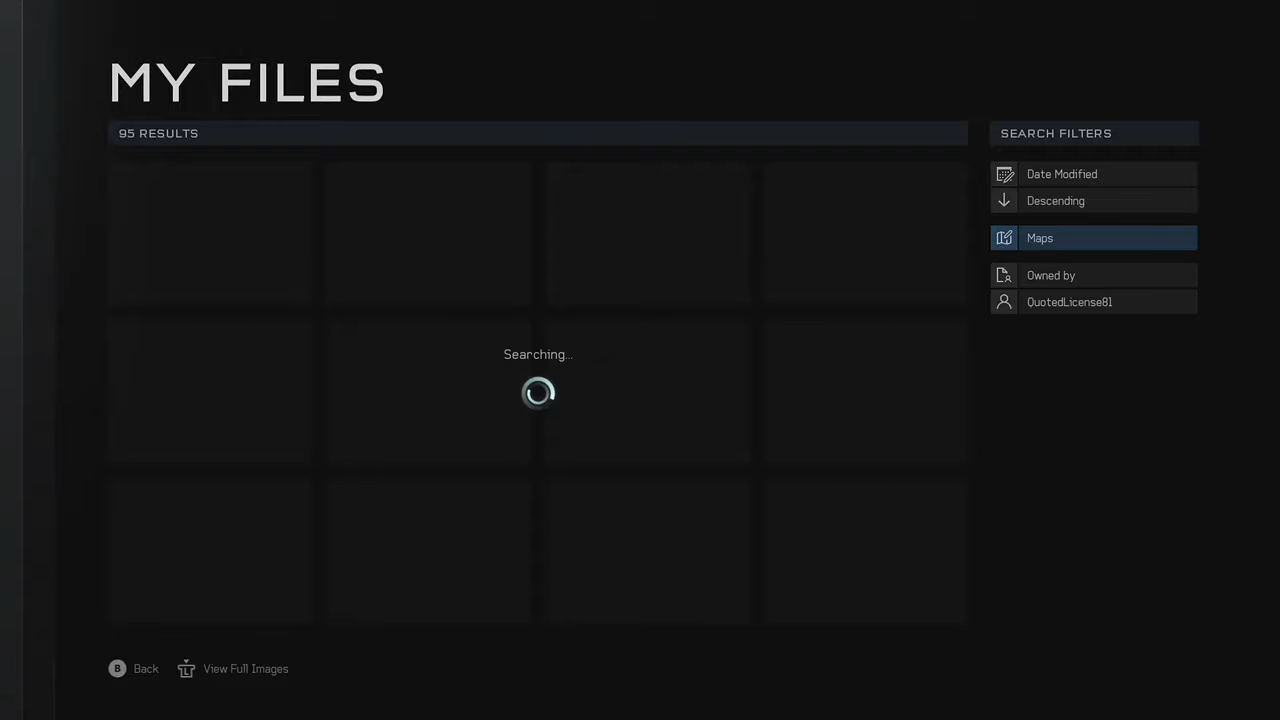 MY FILES
95 RESULTS
SEARCH FILTERS
Date Modified
Descending
Maps
Owned by
QuotedLicense81
Searching...
B Back
L View Full Images